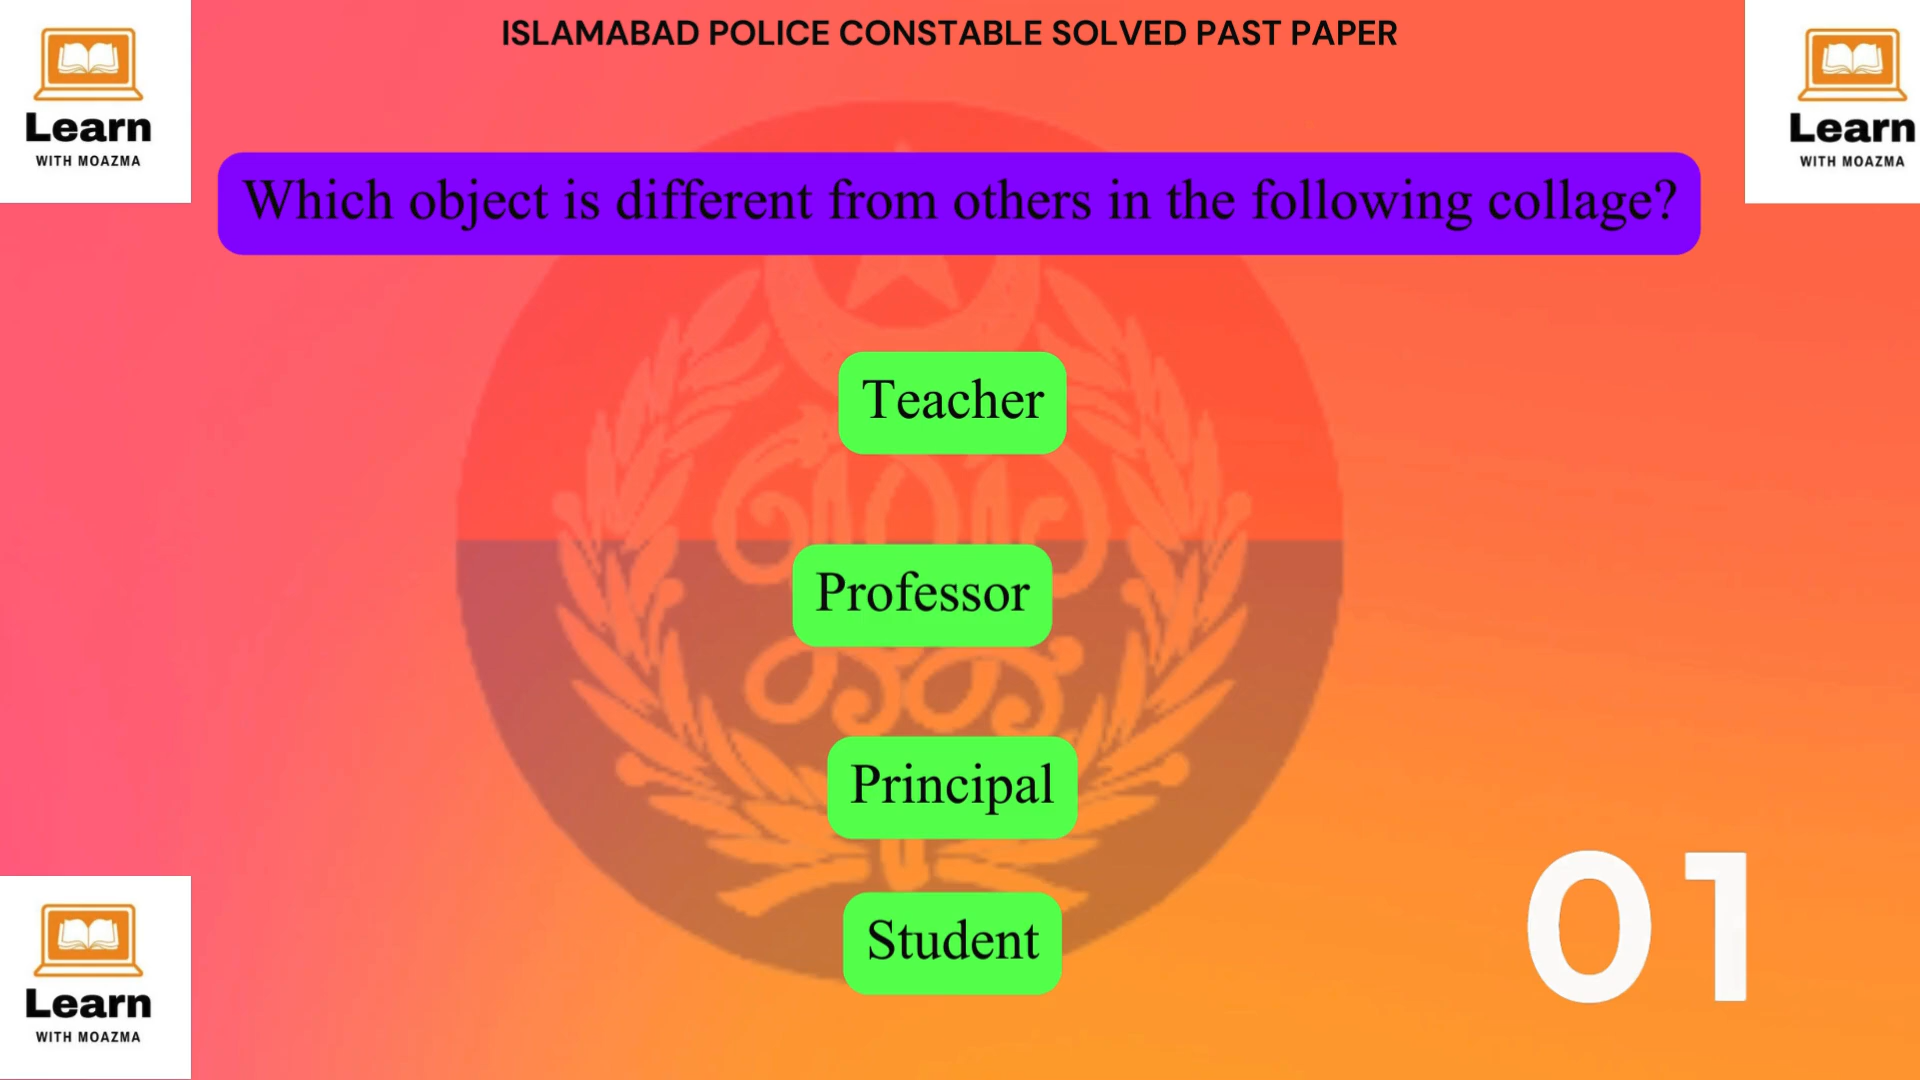 ISLAMABAD POLICE CONSTABLE SOLVED PAST PAPER
Learn
WITH MOAZMA
Learn
WITH MOAZMA
Which object is different from others in the following collage?
Teacher
Professor
Principal
Student
01
Learn
WITH MOAZMA